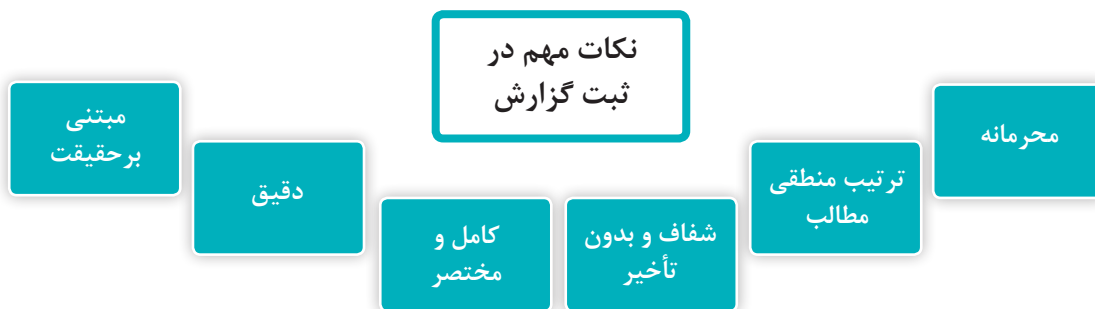 نکات مهم در
ثبت گزارش
محرمانه
ترتیب منطقی
مطالب
شفاف و بدون
تأخیر
کامل و
مختصر
دقیق
مبتنی
برحقیقت